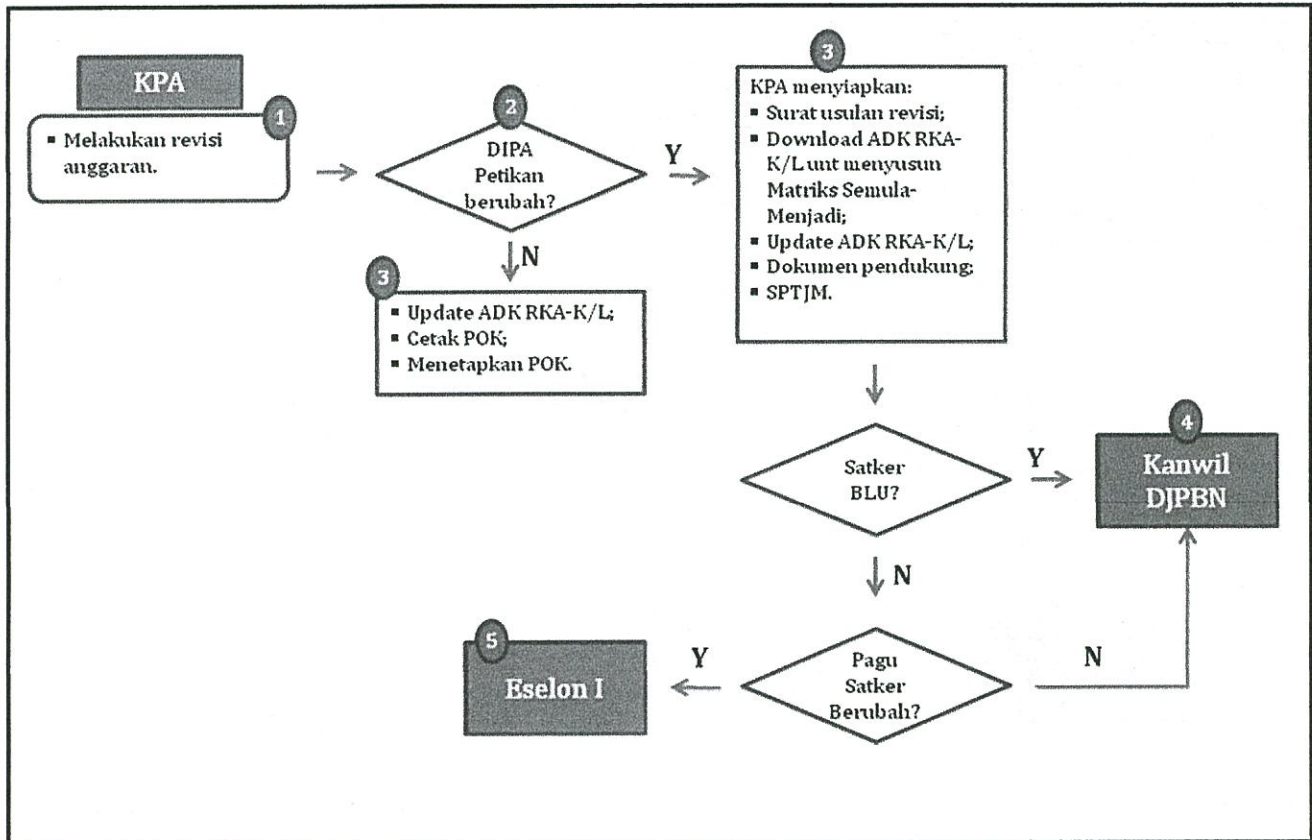 KPA
1
▪ Melakukan revisi
anggaran.
2
DIPA
Petikan
berubah?
Y
N
3
▪ Update ADK RKA-K/L;
▪ Cetak POK;
▪ Menetapkan POK.
3
KPA menyiapkan:
▪ Surat usulan revisi;
▪ Download ADK RKA-
K/L unt menyusun
Matriks Semula-
Menjadi;
▪ Update ADK RKA-K/L;
▪ Dokumen pendukung;
▪ SPTJM.
Satker
BLU?
Y
4
Kanwil
DJPBN
N
Pagu
Satker
Berubah?
N
Y
5
Eselon I